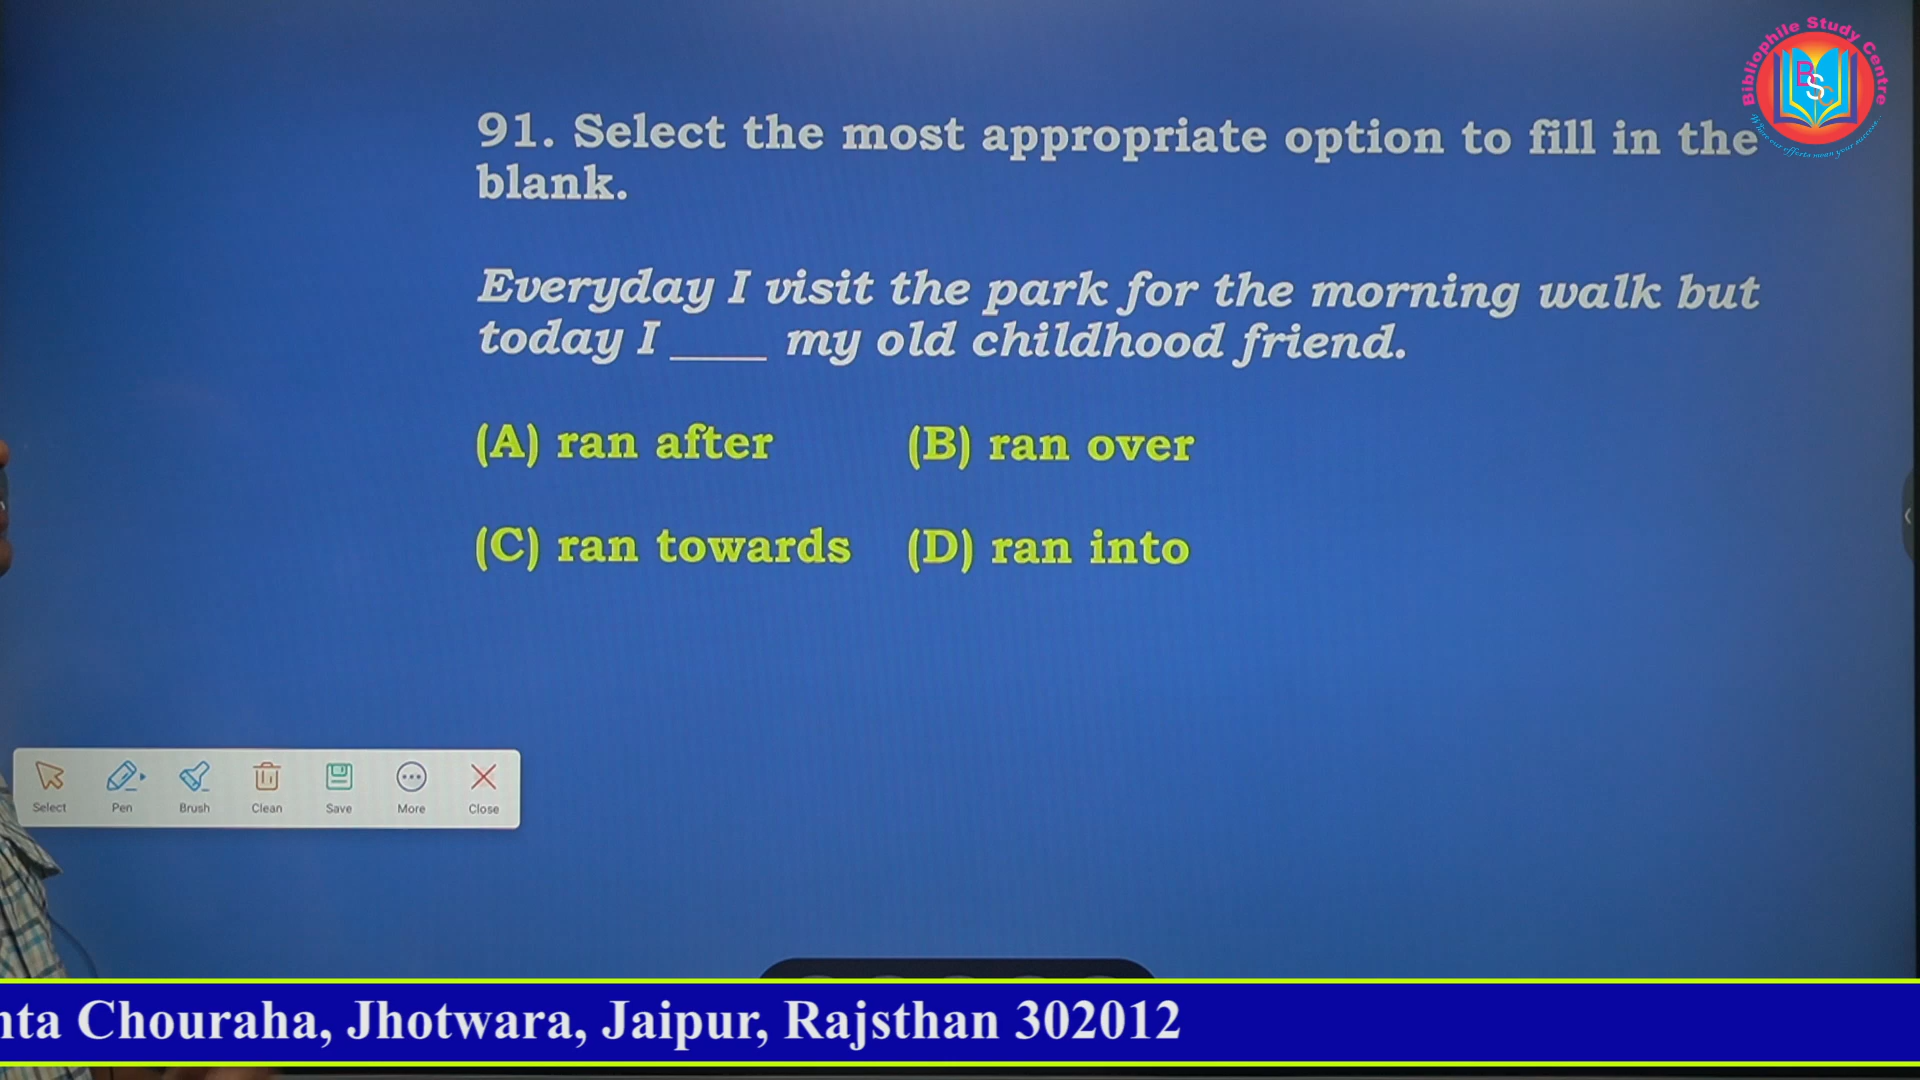 Bibliophile Study Centre
BSC
91. Select the most appropriate option to fill in the
blank.
Everyday I visit the park for the morning walk but
today I ____ my old childhood friend.
(A) ran after (B) ran over
(C) ran towards (D) ran into
Select Pen Brush Clean Save More Close
Chouraha, Jhotwara, Jaipur, Rajsthan 302012